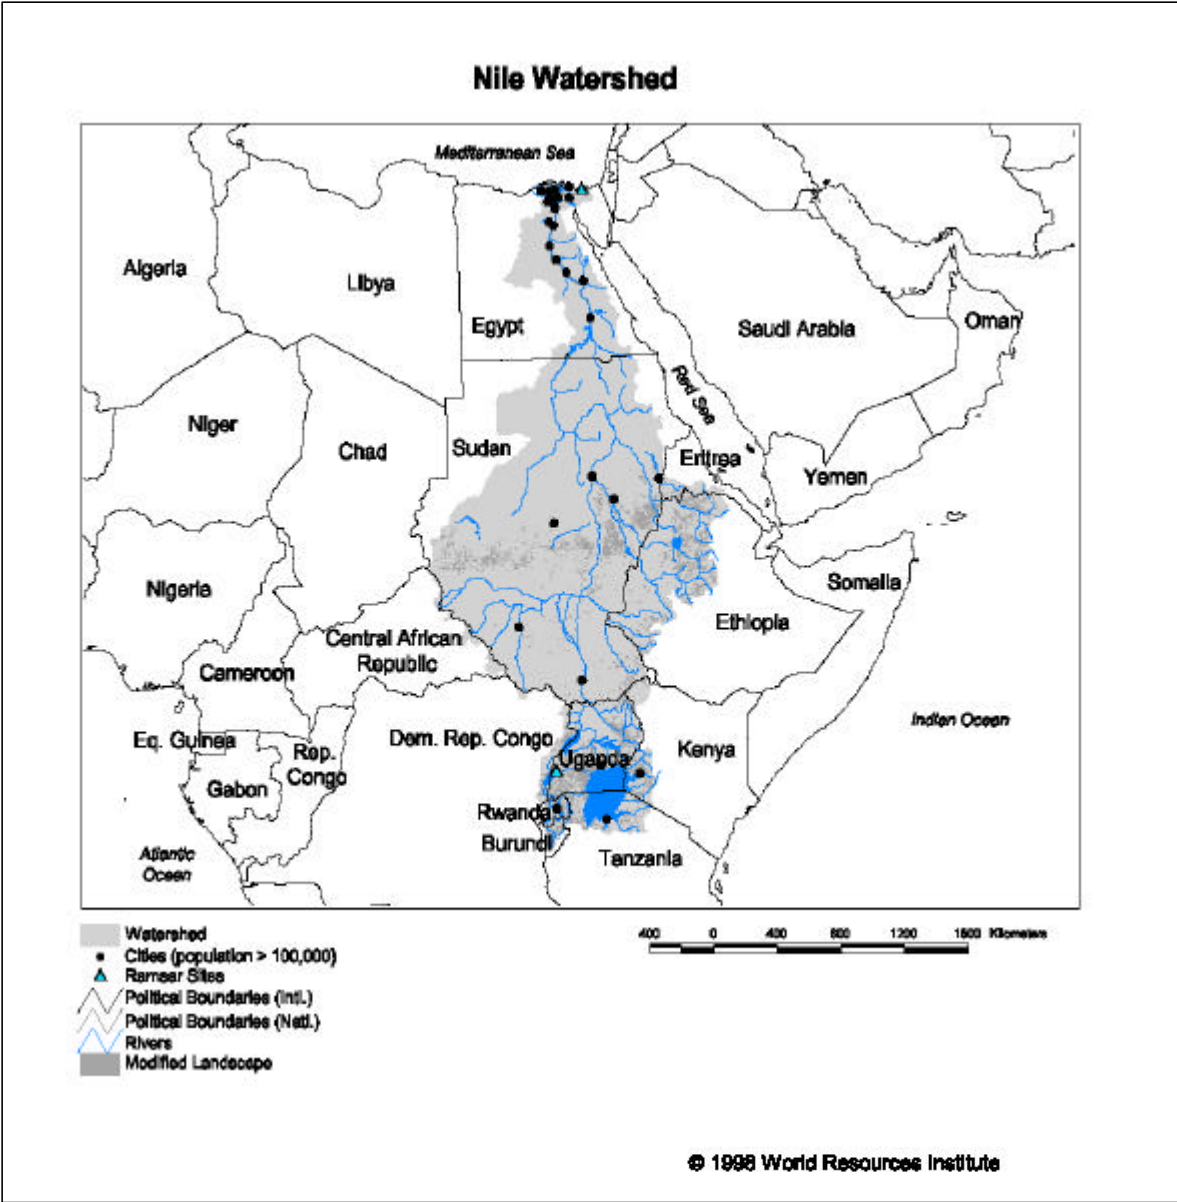 Nile Watershed
Mediterranean Sea
Algeria
Libya
Egypt
Saudi Arabia
Oman
Red Sea
Niger
Chad
Sudan
Eritrea
Yemen
Nigeria
Somalia
Ethiopia
Central African
Republic
Cameroon
Indian Ocean
Eq. Guinea
Rep.
Congo
Dem. Rep. Congo
Uganda
Kenya
Gabon
Rwanda
Burundi
Tanzania
Atlantic
Ocean
Watershed
Cities (population > 100,000)
Ramsar Sites
Political Boundaries (Intl.)
Political Boundaries (Natl.)
Rivers
Modified Landscape
400 0 400 800 1200 1600 Kilometers
© 1998 World Resources Institute